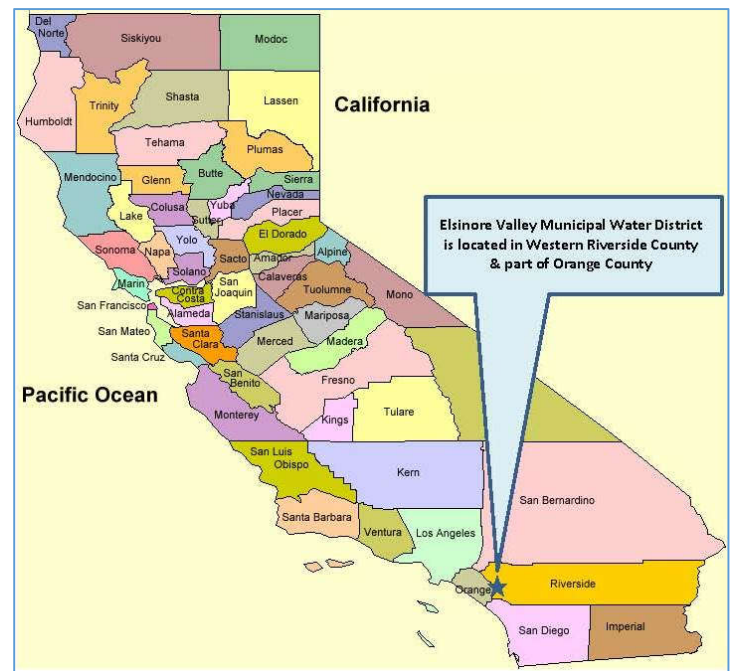 Del
Norte
Siskiyou
Modoc
Humboldt
Trinity
Shasta
Lassen
California
Tehama
Plumas
Mendocino
Glenn
Butte
Sierra
Lake
Colusa
Sutter
Yuba
Nevada
Placer
Elsinore Valley Municipal Water District
is located in Western Riverside County
& part of Orange County
Sonoma
Napa
Yolo
Sacto
El Dorado
Amador
Alpine
Marin
Solano
Contra
Costa
San
Joaquin
Calaveras
Tuolumne
Mono
San Francisco
Alameda
Stanislaus
Mariposa
San Mateo
Santa
Clara
Merced
Madera
Santa Cruz
San
Benito
Fresno
Pacific Ocean
Monterey
Kings
Tulare
San Luis
Obispo
Kern
San Bernardino
Santa Barbara
Ventura
Los Angeles
Orange
Riverside
San Diego
Imperial